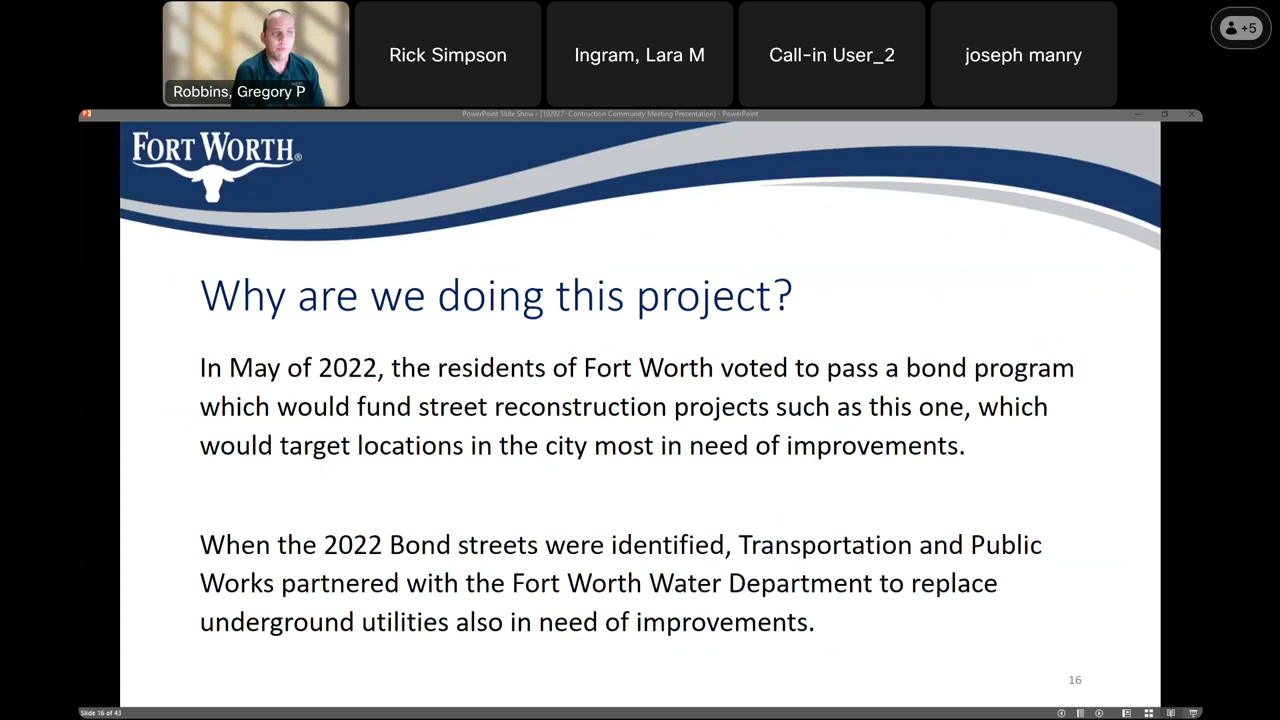 Robbins, Gregory P
Rick Simpson
Ingram, Lara M
Call-in User_2
joseph manry
+5
PowerPoint Slide Show - [102927- Contruction Community Meeting Presentation] - PowerPoint
FORT WORTH®
Why are we doing this project?
In May of 2022, the residents of Fort Worth voted to pass a bond program
which would fund street reconstruction projects such as this one, which
would target locations in the city most in need of improvements.
When the 2022 Bond streets were identified, Transportation and Public
Works partnered with the Fort Worth Water Department to replace
underground utilities also in need of improvements.
16
Slide 16 of 43